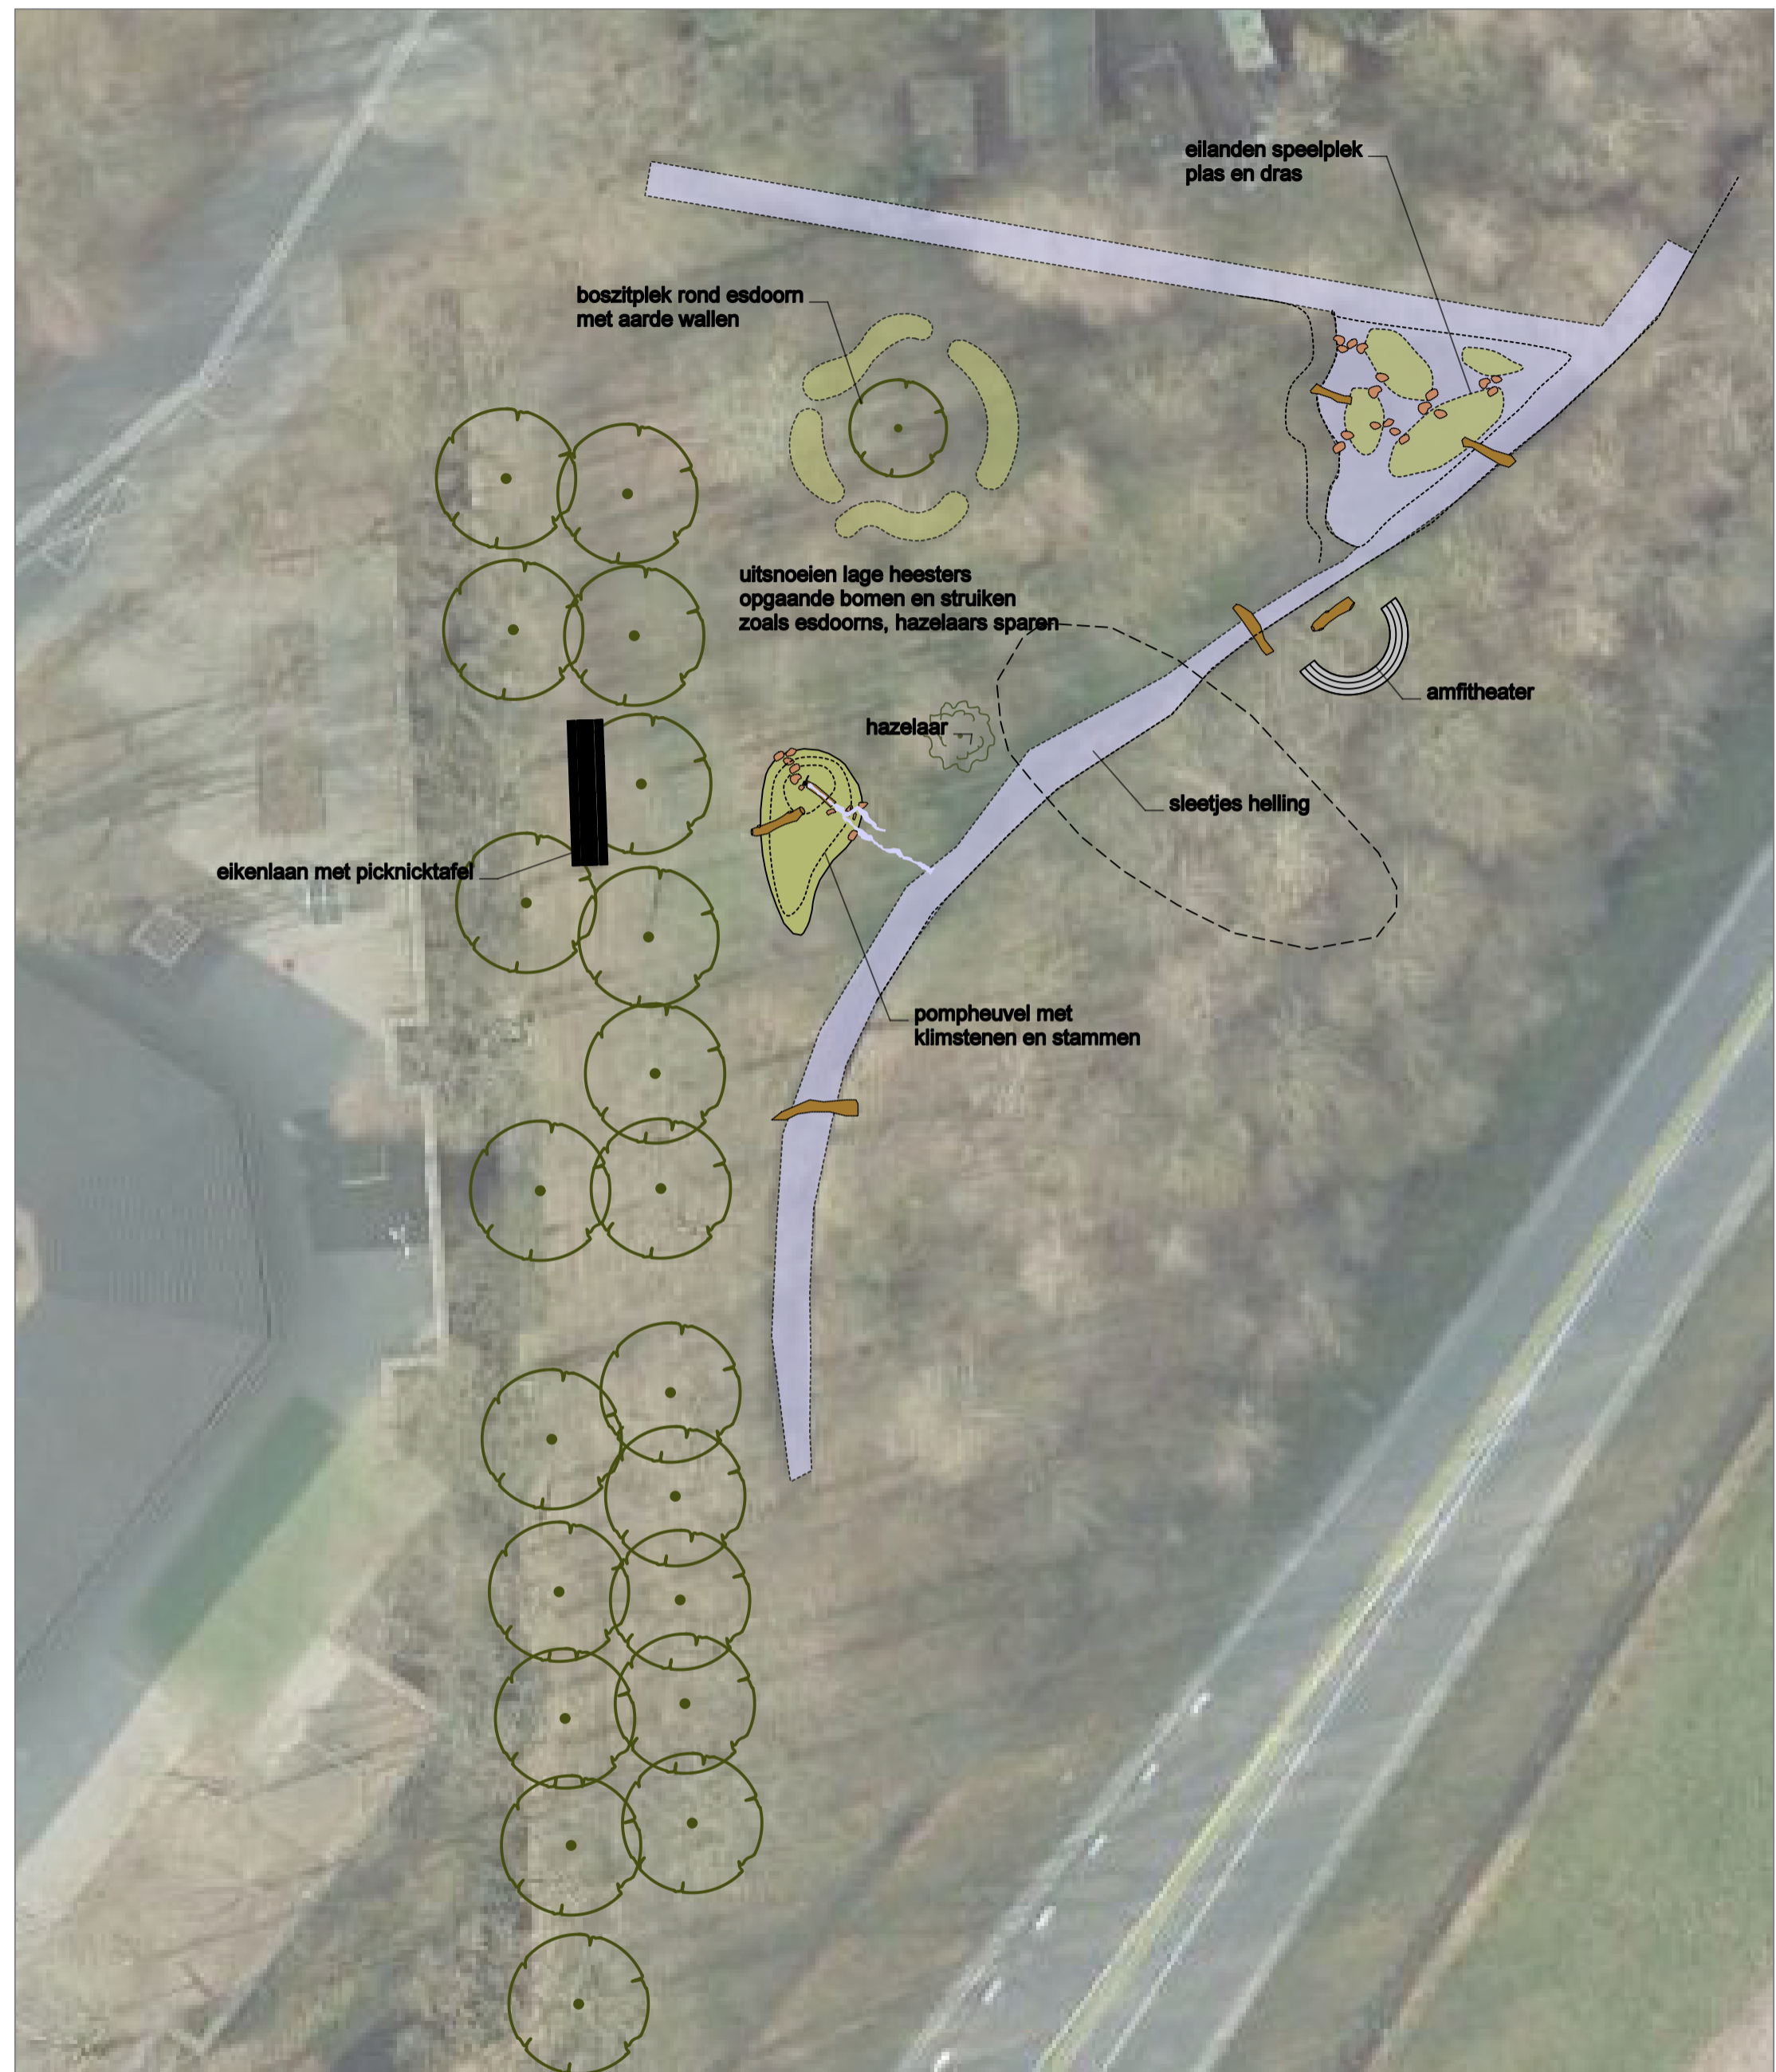 eilanden speelplek
plas en dras
boszitplek rond esdoorn
met aarde wallen
uitsnoeien lage heesters
opgaande bomen en struiken
zoals esdoorns, hazelaars sparen
amfitheater
hazelaar
sleetjes helling
eikenlaan met picknicktafel
pompheuvel met
klimstenen en stammen